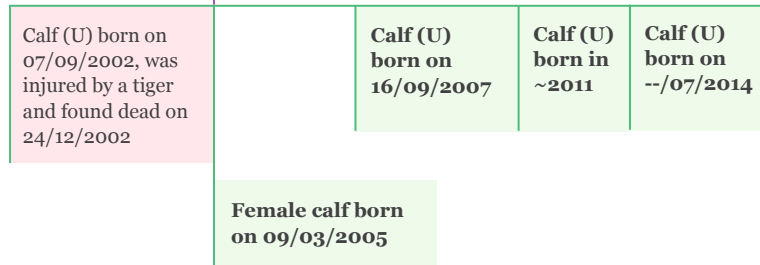 Calf (U) born on
07/09/2002, was
injured by a tiger
and found dead on
24/12/2002
Calf (U)
born on
16/09/2007
Calf (U)
born in
~2011
Calf (U)
born on
--/07/2014
Female calf born
on 09/03/2005